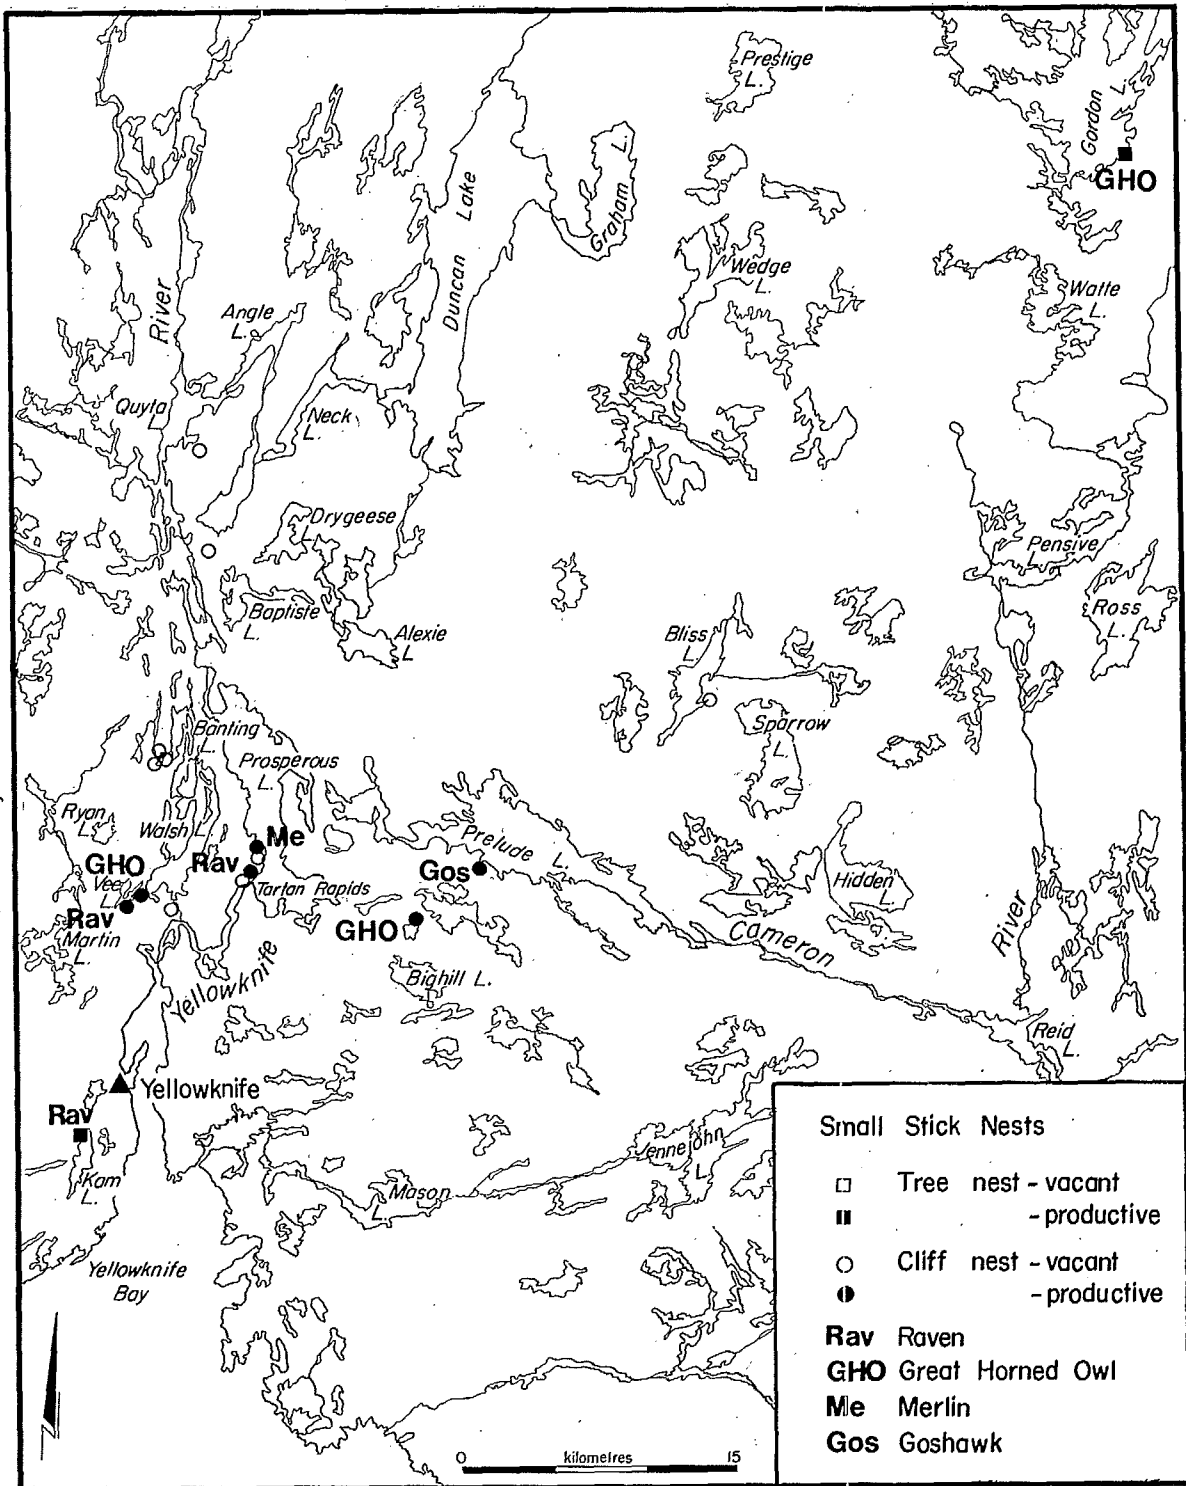 Prestige
L.
Gordon L.
GHO
Graham L.
Duncan Lake
Wedge
L.
Watte
L.
River
Angle
L.
Quyta
L
Neck
L.
Drygeese
L
Pensive
L.
Baptiste
L.
Alexie
L
Bliss
L.
Ross
L.
Sparrow
L.
Banting
L.
Prosperous
L.
Ryan
L.
Walsh L.
Me
Prelude L.
GHO
Rav
Vee
L.
Gos
Hidden
L.
Tartan Rapids
Rav
Martin
L.
GHO
Cameron
River
Yellowknife
Bighill L.
Reid
L.
Yellowknife
Rav
Jennejohn
L.
Kam
L.
Mason
L
Yellowknife
Bay
Small Stick Nests
Tree nest - vacant
- productive
Cliff nest - vacant
- productive
Rav Raven
GHO Great Horned Owl
Me Merlin
Gos Goshawk
0 kilometres 15